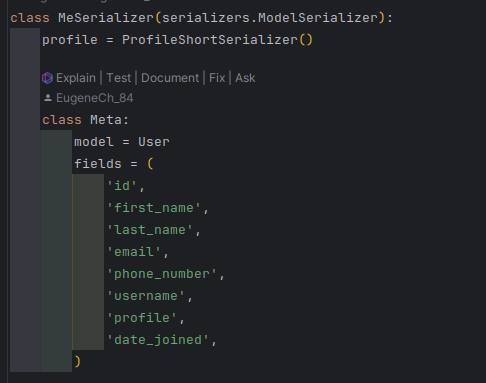 class MeSerializer(serializers.ModelSerializer):
    profile = ProfileShortSerializer()
    Explain | Test | Document | Fix | Ask
    EugeneCh_84
    class Meta:
        model = User
        fields = (
            'id',
            'first_name',
            'last_name',
            'email',
            'phone_number',
            'username',
            'profile',
            'date_joined',
        )